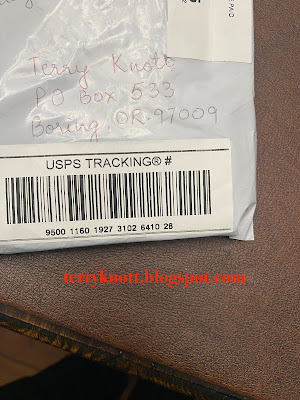 Terry Knott
PO Box 533
Boring OR 97009
USPS TRACKING® #
9500 1160 1927 3102 6410 28
terryknott.blogspot.com